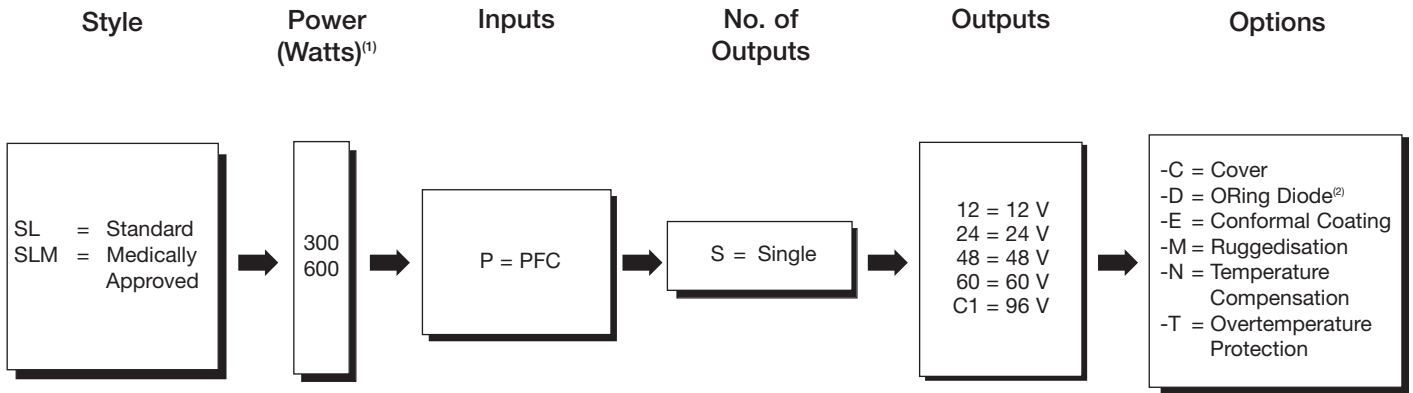 Style
Power
(Watts)(1)
Inputs
No. of
Outputs
Outputs
Options
SL = Standard
SLM = Medically
Approved
300
600
P = PFC
S = Single
12 = 12 V
24 = 24 V
48 = 48 V
60 = 60 V
C1 = 96 V
-C = Cover
-D = ORing Diode(2)
-E = Conformal Coating
-M = Ruggedisation
-N = Temperature
Compensation
-T = Overtemperature
Protection